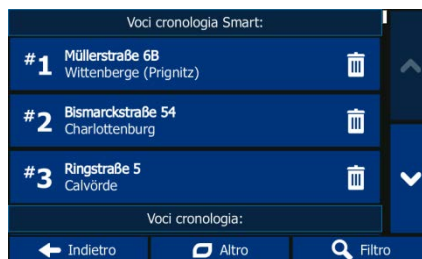 Voci cronologia Smart:
#1 Müllerstraße 6B
Wittenberge (Prignitz)
#2 Bismarckstraße 54
Charlottenburg
#3 Ringstraße 5
Calvörde
Voci cronologia:
Indietro
Altro
Filtro